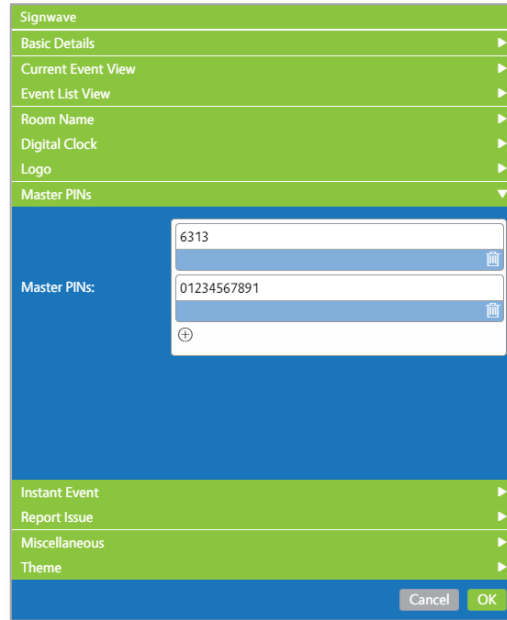 Signwave
Basic Details
Current Event View
Event List View
Room Name
Digital Clock
Logo
Master PINs
6313
Master PINs:
01234567891
Instant Event
Report Issue
Miscellaneous
Theme
Cancel OK